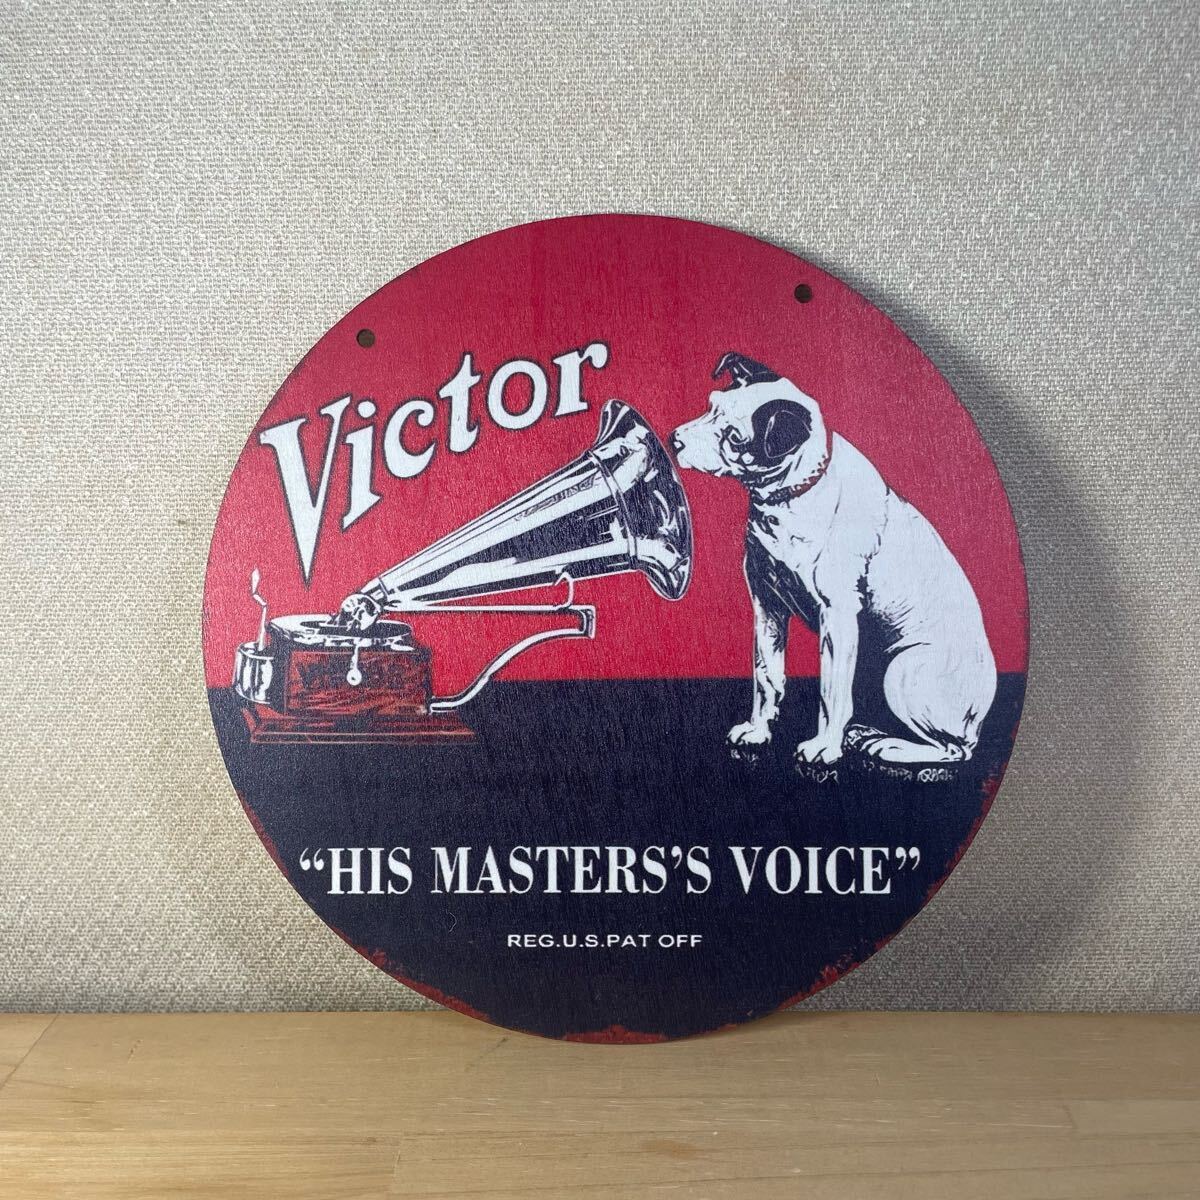 Victor
“HIS MASTERS’S VOICE”
REG.U.S.PAT OFF